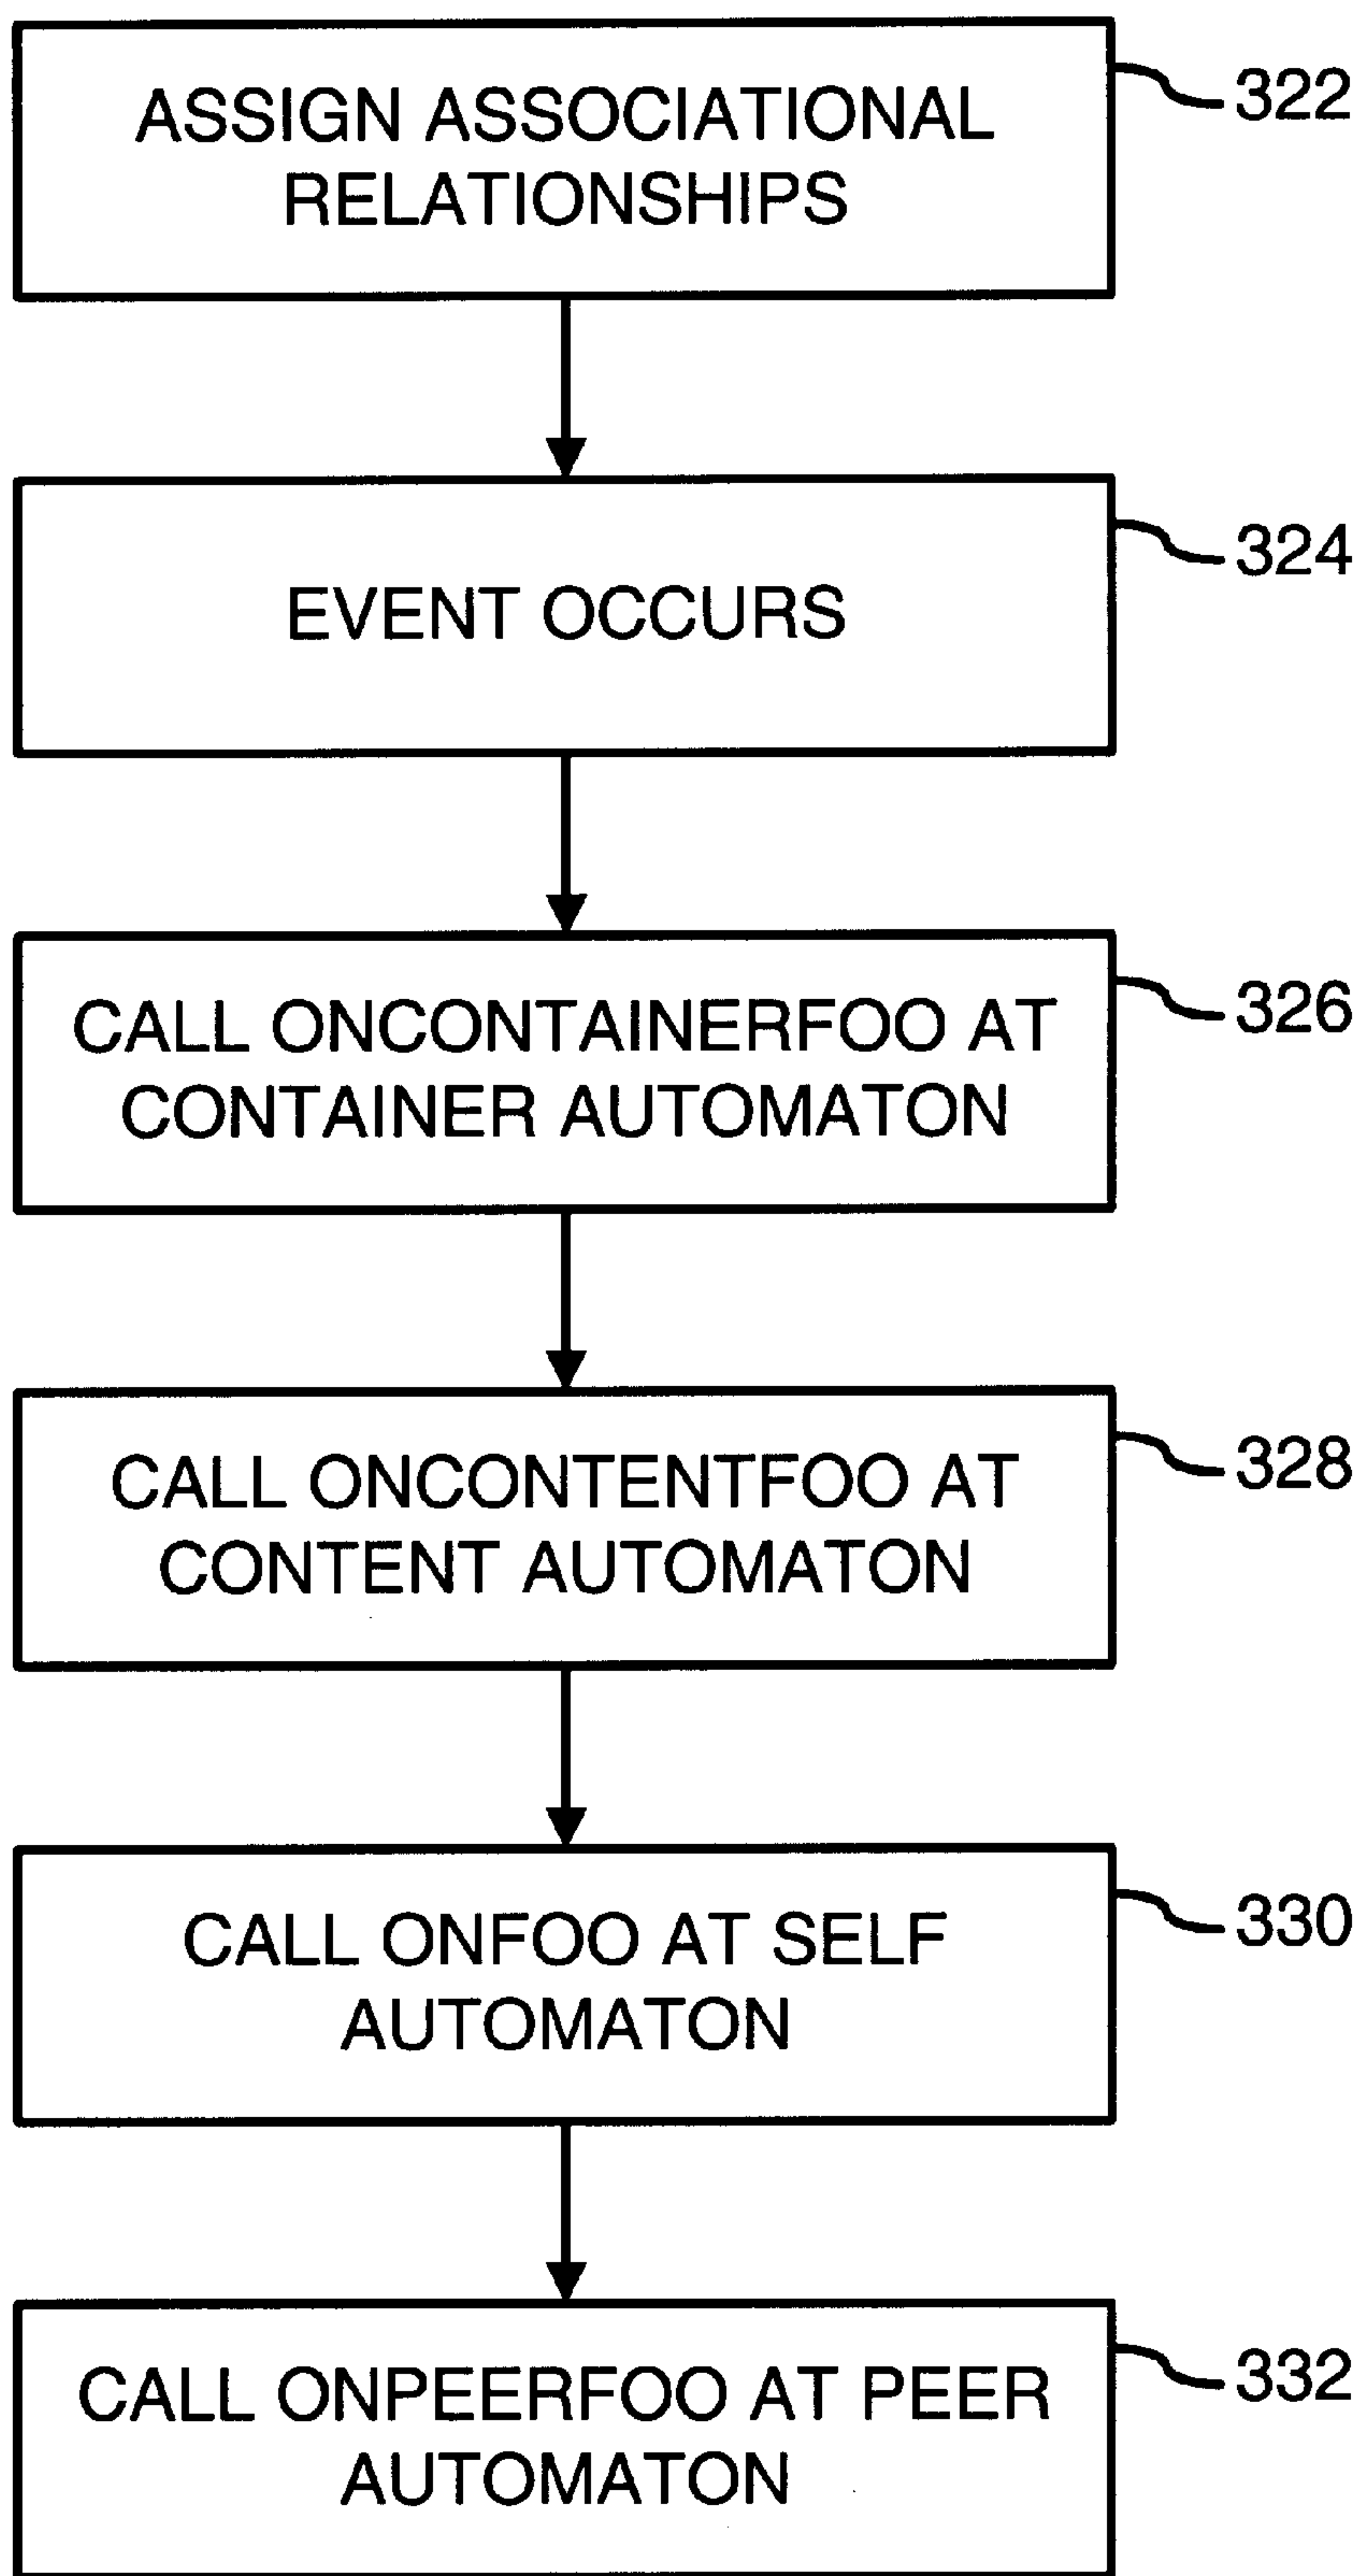 ASSIGN ASSOCIATIONAL
RELATIONSHIPS
322
EVENT OCCURS
324
CALL ONCONTAINERFOO AT
CONTAINER AUTOMATON
326
CALL ONCONTENTFOO AT
CONTENT AUTOMATON
328
CALL ONFOO AT SELF
AUTOMATON
330
CALL ONPEERFOO AT PEER
AUTOMATON
332